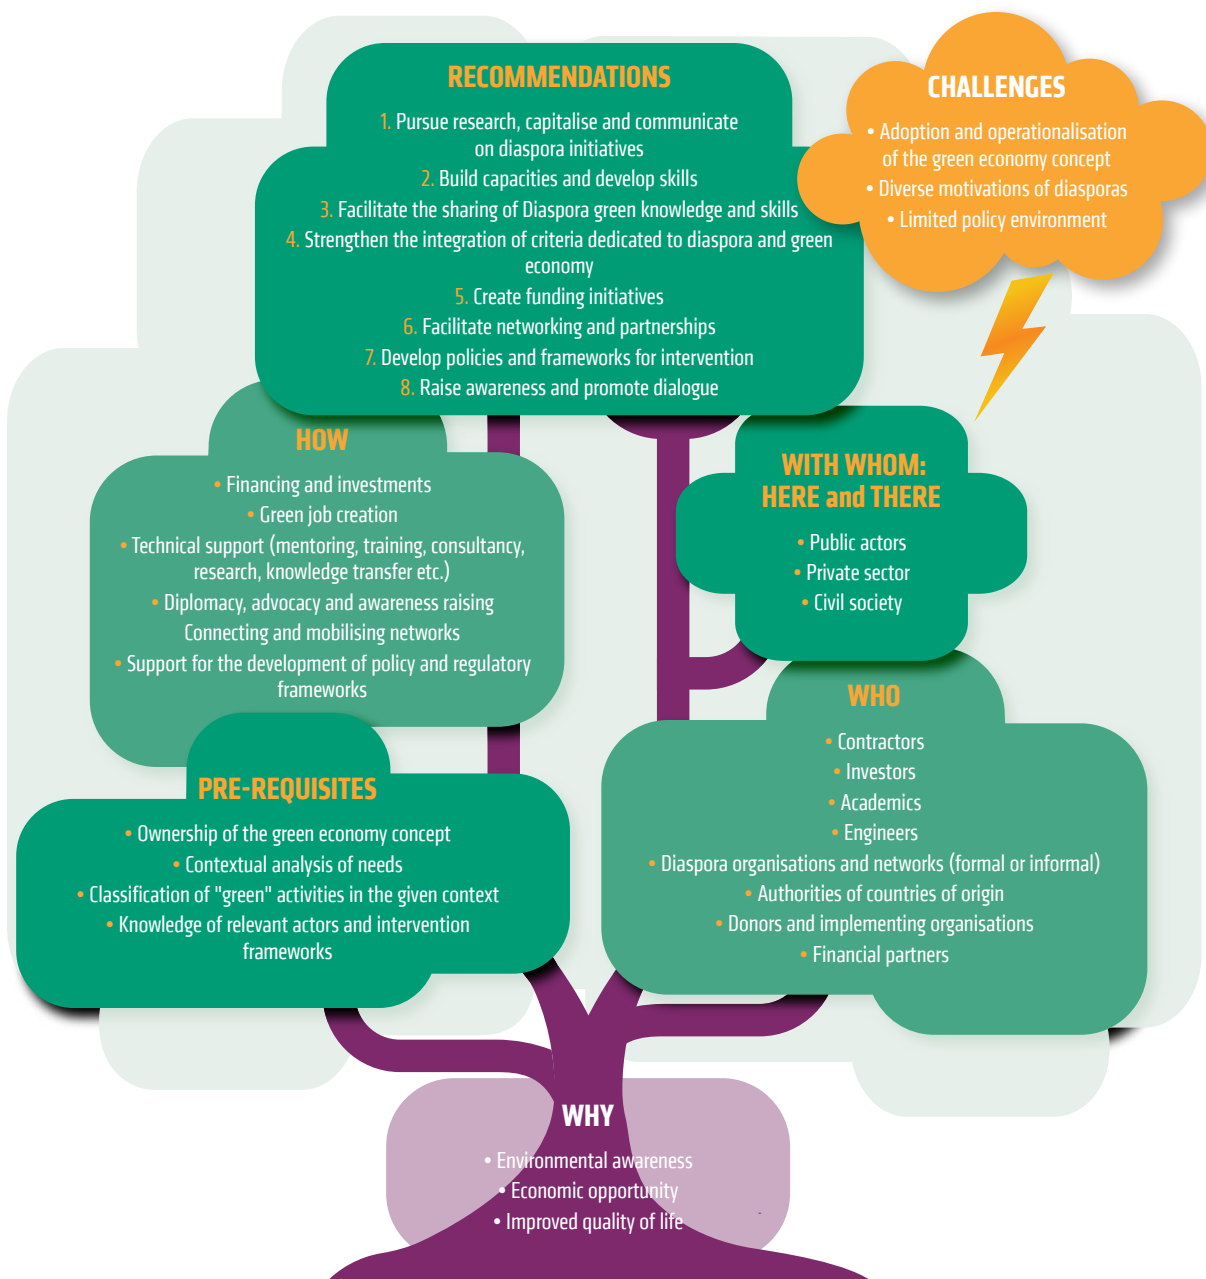 RECOMMENDATIONS
1. Pursue research, capitalise and communicate
on diaspora initiatives
2. Build capacities and develop skills
3. Facilitate the sharing of Diaspora green knowledge and skills
4. Strengthen the integration of criteria dedicated to diaspora and green
economy
5. Create funding initiatives
6. Facilitate networking and partnerships
7. Develop policies and frameworks for intervention
8. Raise awareness and promote dialogue
CHALLENGES
• Adoption and operationalisation
of the green economy concept
• Diverse motivations of diasporas
• Limited policy environment
HOW
• Financing and investments
• Green job creation
• Technical support (mentoring, training, consultancy,
research, knowledge transfer etc.)
• Diplomacy, advocacy and awareness raising
Connecting and mobilising networks
• Support for the development of policy and regulatory
frameworks
WITH WHOM:
HERE and THERE
• Public actors
• Private sector
• Civil society
WHO
• Contractors
• Investors
• Academics
• Engineers
• Diaspora organisations and networks (formal or informal)
• Authorities of countries of origin
• Donors and implementing organisations
• Financial partners
PRE-REQUISITES
• Ownership of the green economy concept
• Contextual analysis of needs
• Classification of "green" activities in the given context
• Knowledge of relevant actors and intervention
frameworks
WHY
• Environmental awareness
• Economic opportunity
• Improved quality of life